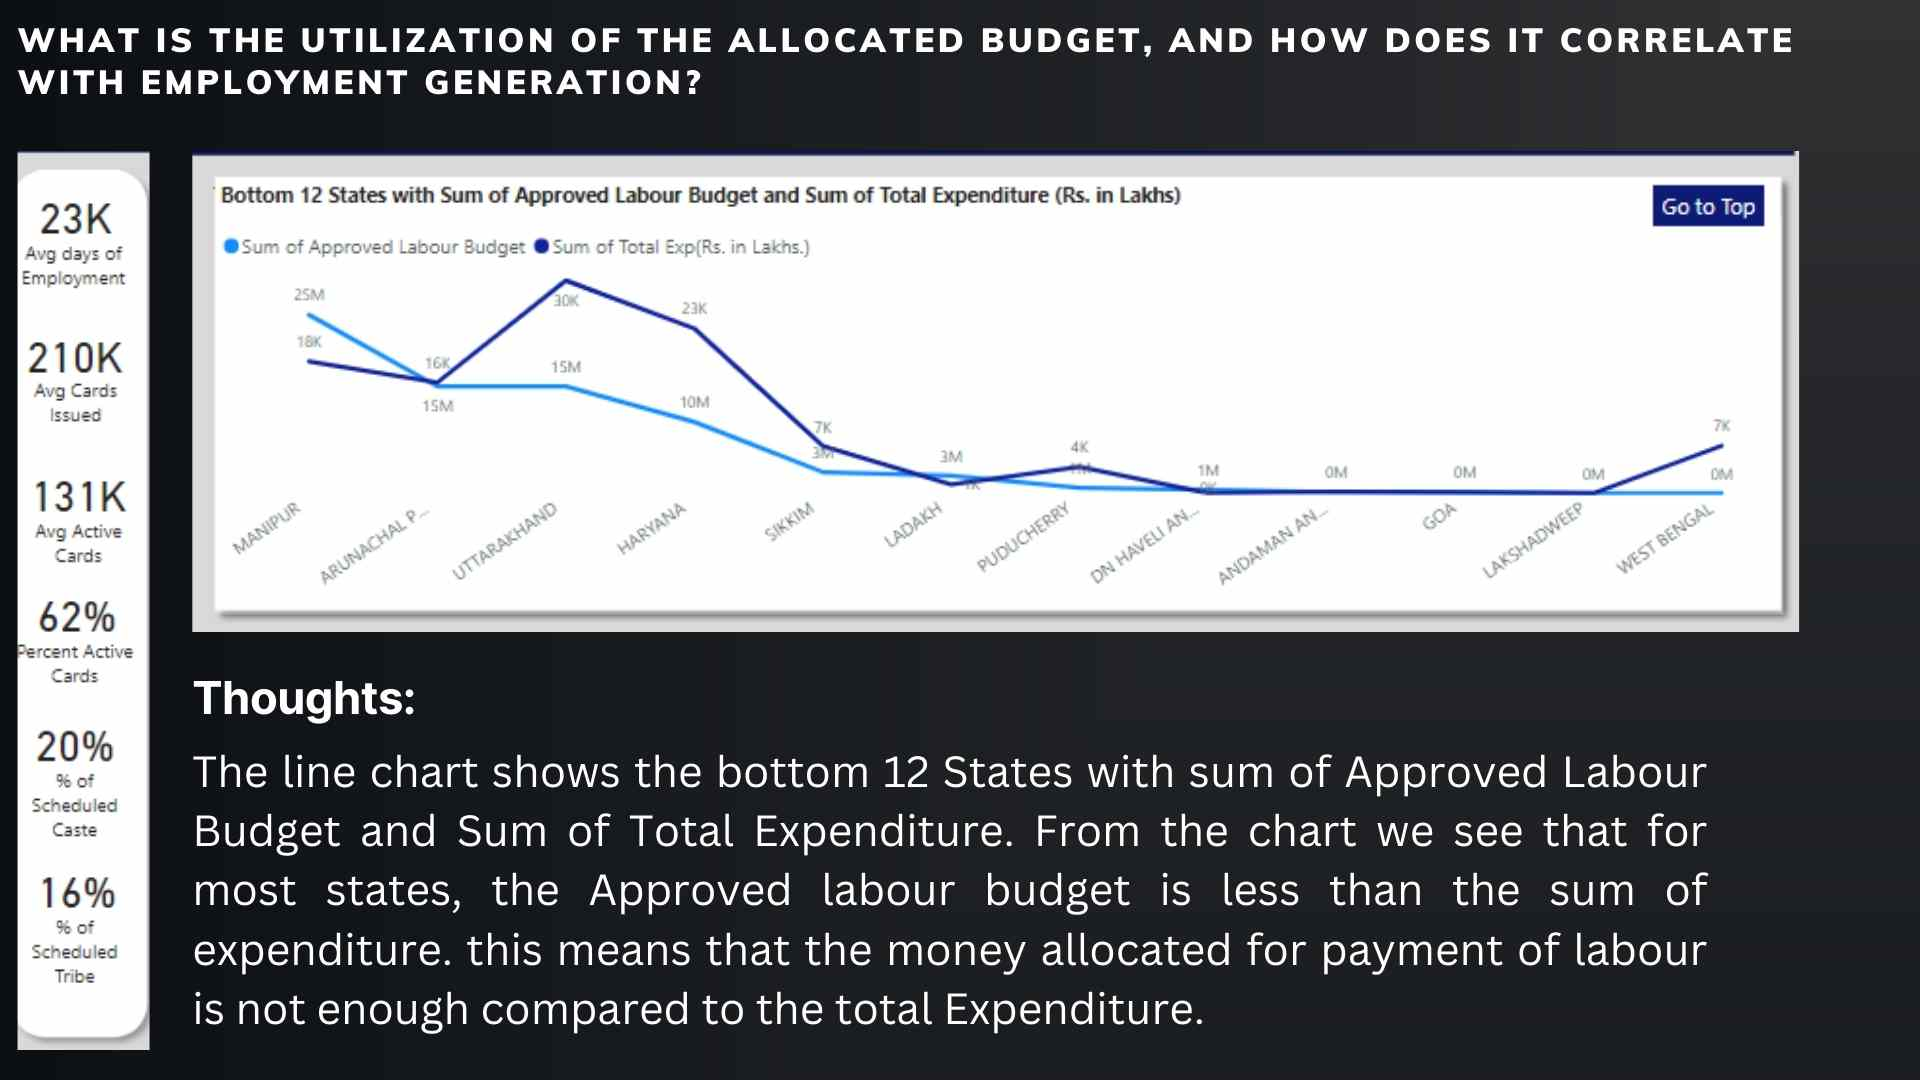 WHAT IS THE UTILIZATION OF THE ALLOCATED BUDGET, AND HOW DOES IT CORRELATE
WITH EMPLOYMENT GENERATION?
23K
Avg days of
Employment
210K
Avg Cards
Issued
131K
Avg Active
Cards
62%
Percent Active
Cards
20%
% of
Scheduled
Caste
16%
% of
Scheduled
Tribe
Bottom 12 States with Sum of Approved Labour Budget and Sum of Total Expenditure (Rs. in Lakhs)
Go to Top
Sum of Approved Labour Budget Sum of Total Exp(Rs. in Lakhs.)
25M
18K
16K
15M
30K
15M
23K
10M
7K
3M
3M
1K
4K
1M
1M
0K
0M
0M
0M
7K
0M
MANIPUR
ARUNACHAL P...
UTTARAKHAND
HARYANA
SIKKIM
LADAKH
PUDUCHERRY
DN HAVELI AN...
ANDAMAN AN...
GOA
LAKSHADWEEP
WEST BENGAL
Thoughts:
The line chart shows the bottom 12 States with sum of Approved Labour
Budget and Sum of Total Expenditure. From the chart we see that for
most states, the Approved labour budget is less than the sum of
expenditure. this means that the money allocated for payment of labour
is not enough compared to the total Expenditure.